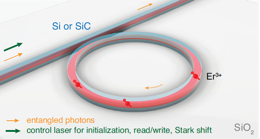 Si or SiC
Er³⁺
entangled photons
control laser for initialization, read/write, Stark shift
SiO₂